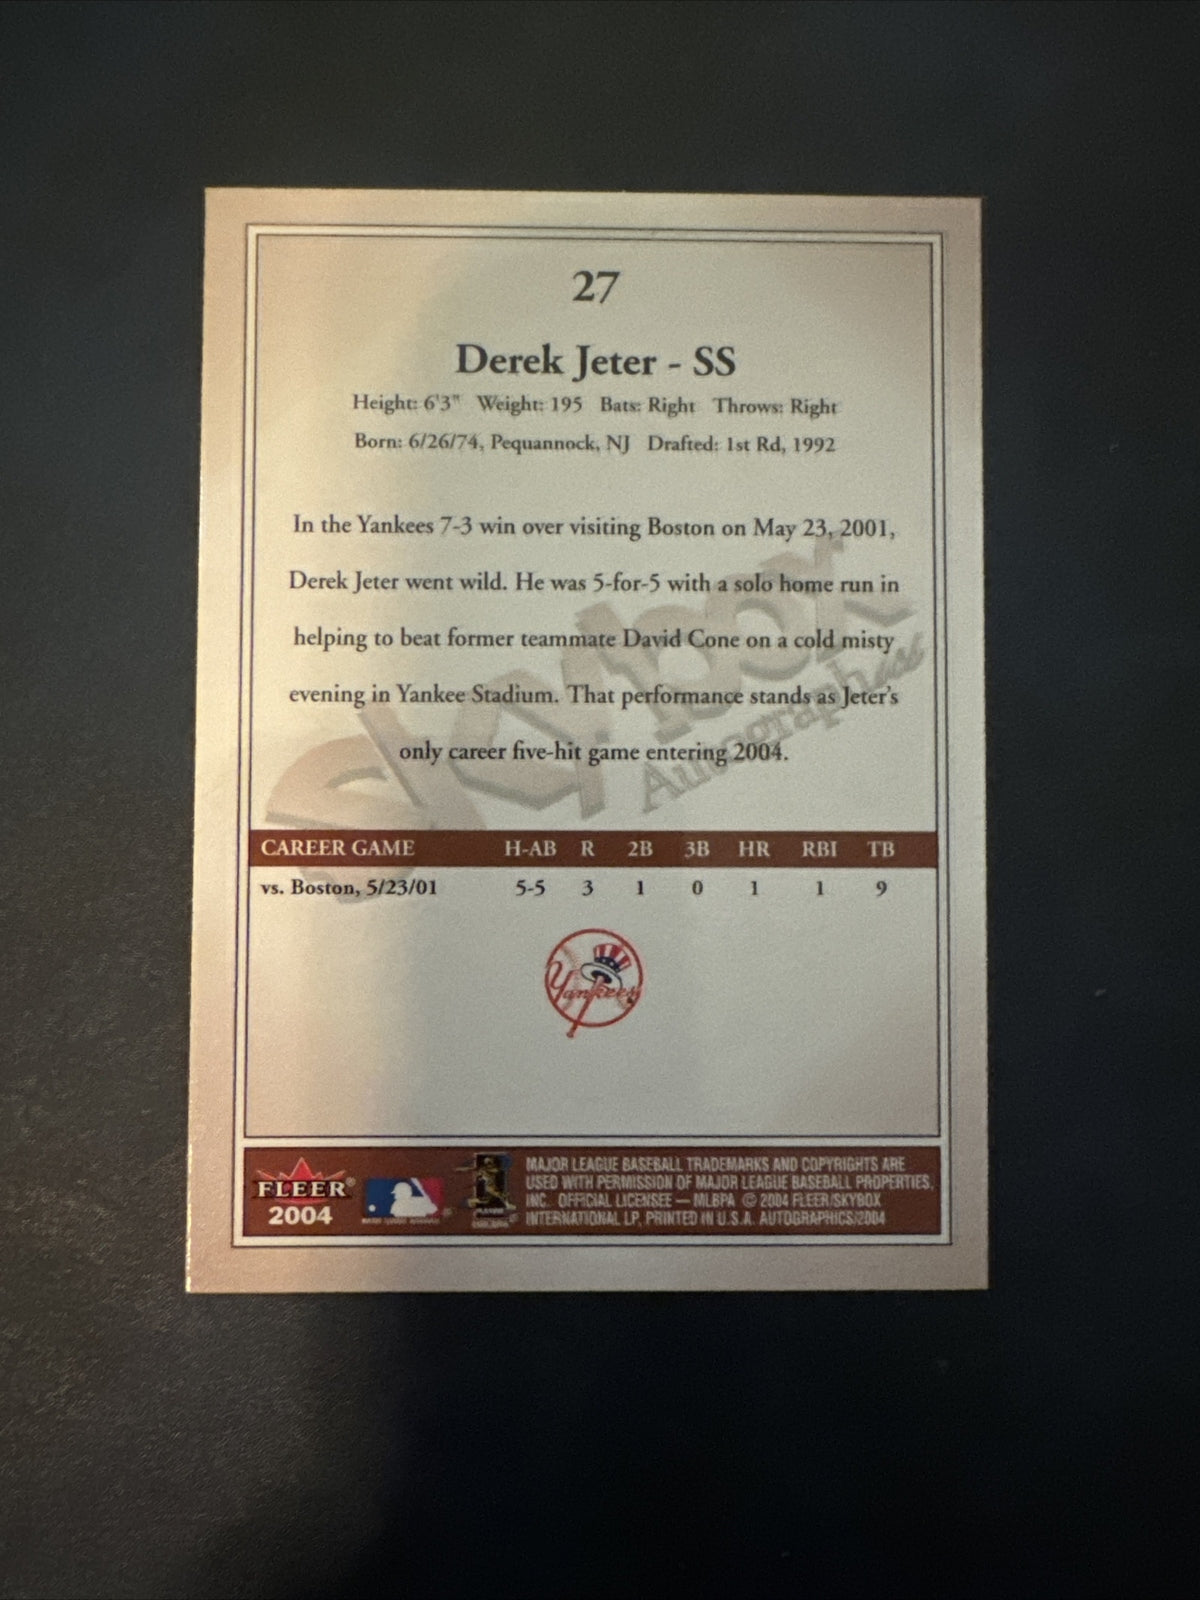 27
Derek Jeter - SS
Height: 6'3" Weight: 195 Bats: Right Throws: Right
Born: 6/26/74, Pequannock, NJ Drafted: 1st Rd, 1992
In the Yankees 7-3 win over visiting Boston on May 23, 2001,
Derek Jeter went wild. He was 5-for-5 with a solo home run in
helping to beat former teammate David Cone on a cold misty
evening in Yankee Stadium. That performance stands as Jeter's
only career five-hit game entering 2004.
Skybox
Autographics
CAREER GAME H-AB R 2B 3B HR RBI TB
vs. Boston, 5/23/01 5-5 3 1 0 1 1 9
Yankees
FLEER®
2004
MAJOR LEAGUE BASEBALL TRADEMARKS AND COPYRIGHTS ARE
USED WITH PERMISSION OF MAJOR LEAGUE BASEBALL PROPERTIES,
INC. OFFICIAL LICENSEE — MLBPA © 2004 FLEER/SKYBOX
INTERNATIONAL LP, PRINTED IN U.S.A. AUTOGRAPHICS/2004